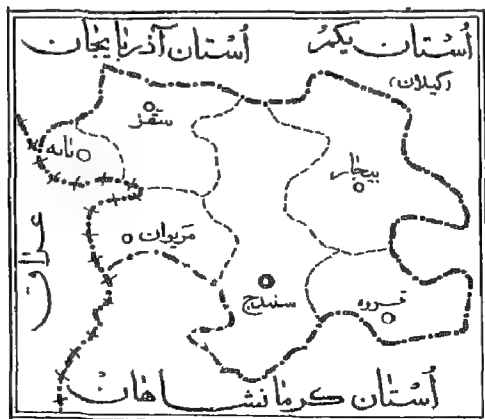 اُستان یکم
(گیلان)
اُستان آذربایجان
سقز
بانه
بیجار
مریوان
عراق
سنندج
قروه
اُستان کرمانشاهان